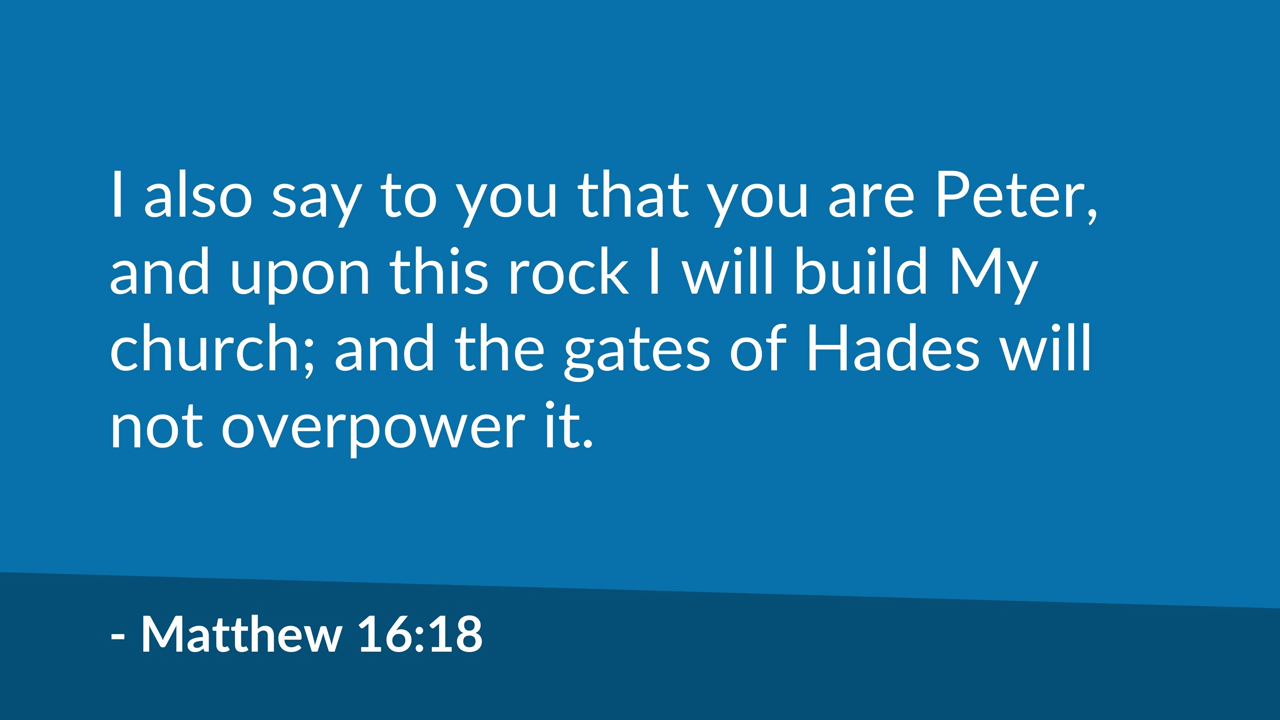 I also say to you that you are Peter,
and upon this rock I will build My
church; and the gates of Hades will
not overpower it.
- Matthew 16:18